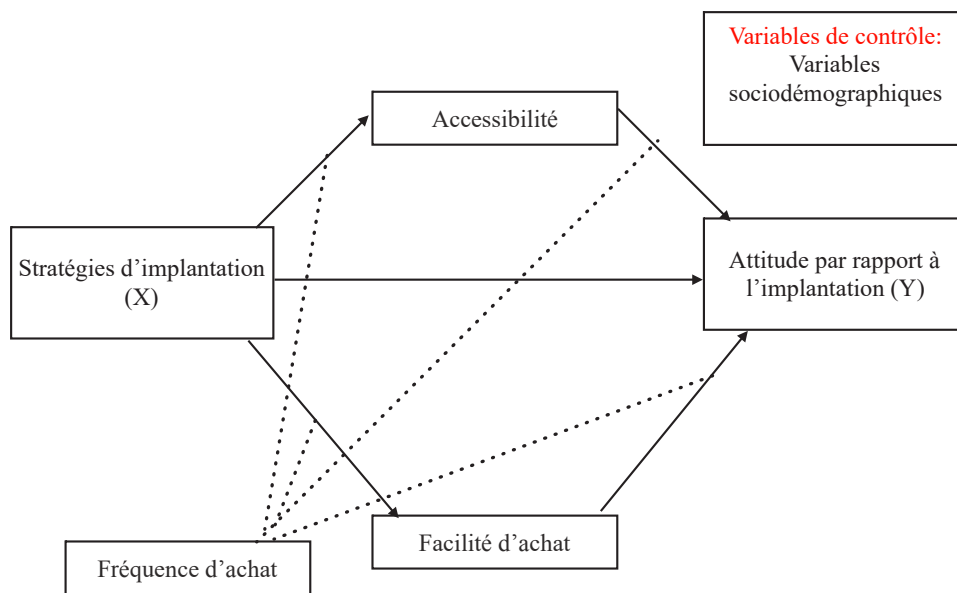 Variables de contrôle:
Variables
sociodémographiques
Accessibilité
Stratégies d’implantation
(X)
Attitude par rapport à
l’implantation (Y)
Facilité d’achat
Fréquence d’achat